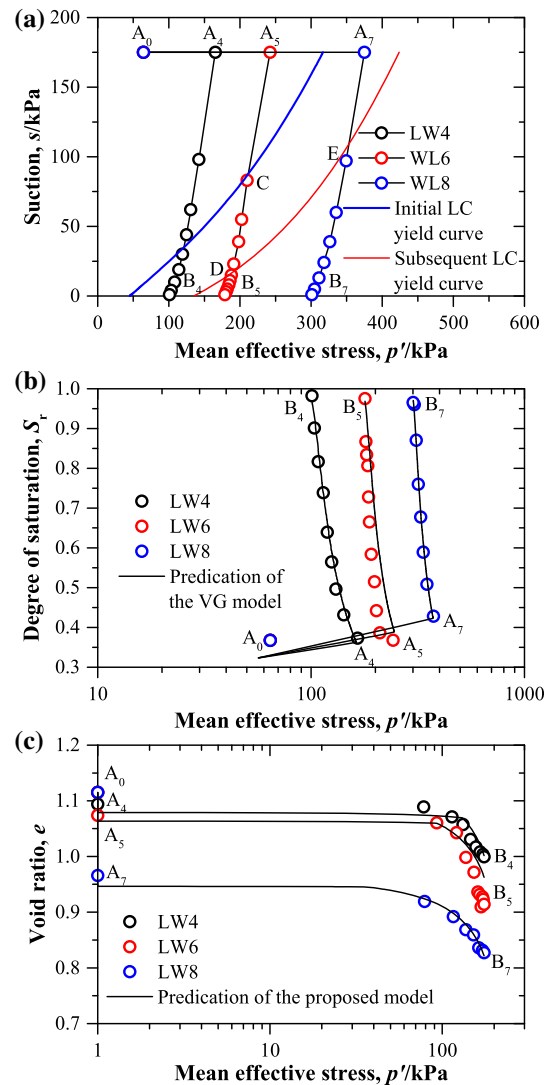 (a)
A0 A4 A5 A7
200
150
100
50
0
Suction, s/kPa
C
D
E
B4 B5 B7
LW4
WL6
WL8
Initial LC
yield curve
Subsequent LC
yield curve
0 100 200 300 400 500 600
Mean effective stress, p'/kPa
(b)
1.0
0.9
0.8
0.7
0.6
0.5
0.4
0.3
Degree of saturation, Sr
B4 B5 B7
LW4
LW6
LW8
Predication of
the VG model
A0 A4 A5 A7
10 100 1000
Mean effective stress, p'/kPa
(c)
1.2
1.1
1.0
0.9
0.8
0.7
Void ratio, e
A0
A4
A5
A7
B4
B5
B7
LW4
LW6
LW8
Predication of the proposed model
1 10 100
Mean effective stress, p'/kPa